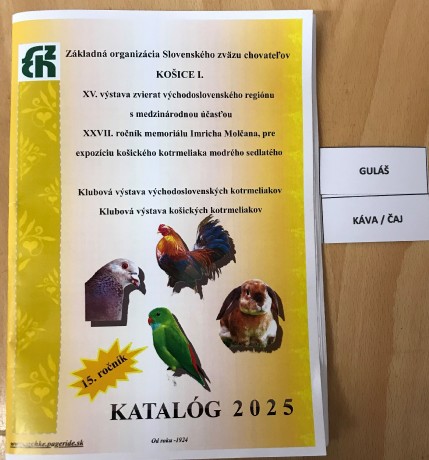 Základná organizácia Slovenského zväzu chovateľov
KOŠICE I.
XV. výstava zvierat východoslovenského regiónu
s medzinárodnou účasťou
XXVII. ročník memoriálu Imricha Molčana, pre
expozíciu košického kotrmeliaka modrého sedlatého
Klubová výstava východoslovenských kotrmeliakov
Klubová výstava košických kotrmeliakov
GULÁŠ
KÁVA / ČAJ
15. ročník
KATALÓG 2025
Od roku -1924